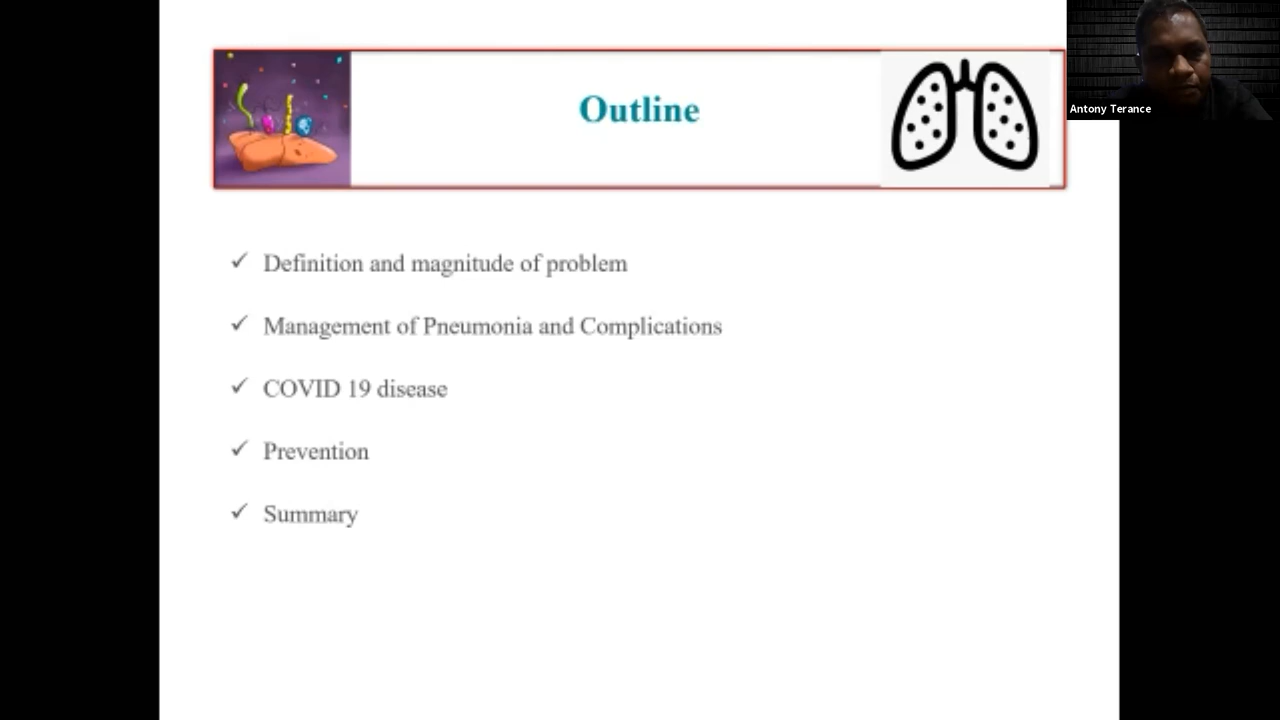 Outline
Antony Terance
✓ Definition and magnitude of problem
✓ Management of Pneumonia and Complications
✓ COVID 19 disease
✓ Prevention
✓ Summary